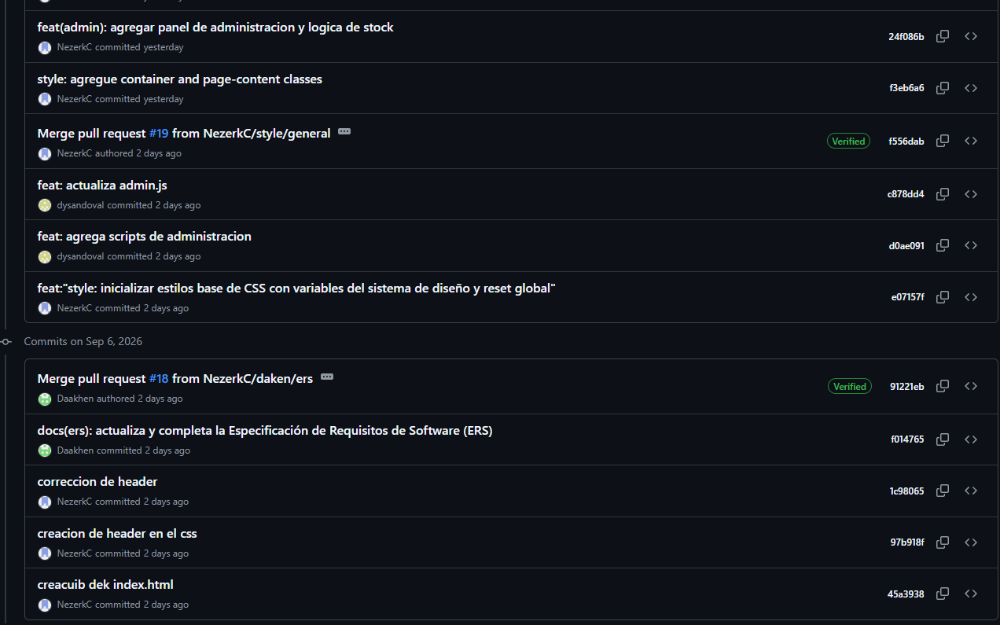 feat(admin): agregar panel de administracion y logica de stock
24f086b
NezerkC committed yesterday
style: agregue container and page-content classes
f3eb6a6
NezerkC committed yesterday
Merge pull request #19 from NezerkC/style/general
Verified f556dab
NezerkC authored 2 days ago
feat: actualiza admin.js
c878dd4
dysandoval committed 2 days ago
feat: agrega scripts de administracion
d0ae091
dysandoval committed 2 days ago
feat:"style: inicializar estilos base de CSS con variables del sistema de diseño y reset global"
e07157f
NezerkC committed 2 days ago
Commits on Sep 6, 2026
Merge pull request #18 from NezerkC/daken/ers
Verified 91221eb
Daakhen authored 2 days ago
docs(ers): actualiza y completa la Especificación de Requisitos de Software (ERS)
f014765
Daakhen committed 2 days ago
correccion de header
1c98065
NezerkC committed 2 days ago
creacion de header en el css
97b918f
NezerkC committed 2 days ago
creacuib dek index.html
45a3938
NezerkC committed 2 days ago